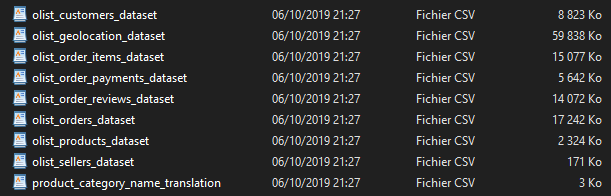 olist_customers_dataset 06/10/2019 21:27 Fichier CSV 8 823 Ko
olist_geolocation_dataset 06/10/2019 21:27 Fichier CSV 59 838 Ko
olist_order_items_dataset 06/10/2019 21:27 Fichier CSV 15 077 Ko
olist_order_payments_dataset 06/10/2019 21:27 Fichier CSV 5 642 Ko
olist_order_reviews_dataset 06/10/2019 21:27 Fichier CSV 14 072 Ko
olist_orders_dataset 06/10/2019 21:27 Fichier CSV 17 242 Ko
olist_products_dataset 06/10/2019 21:27 Fichier CSV 2 324 Ko
olist_sellers_dataset 06/10/2019 21:27 Fichier CSV 171 Ko
product_category_name_translation 06/10/2019 21:27 Fichier CSV 3 Ko